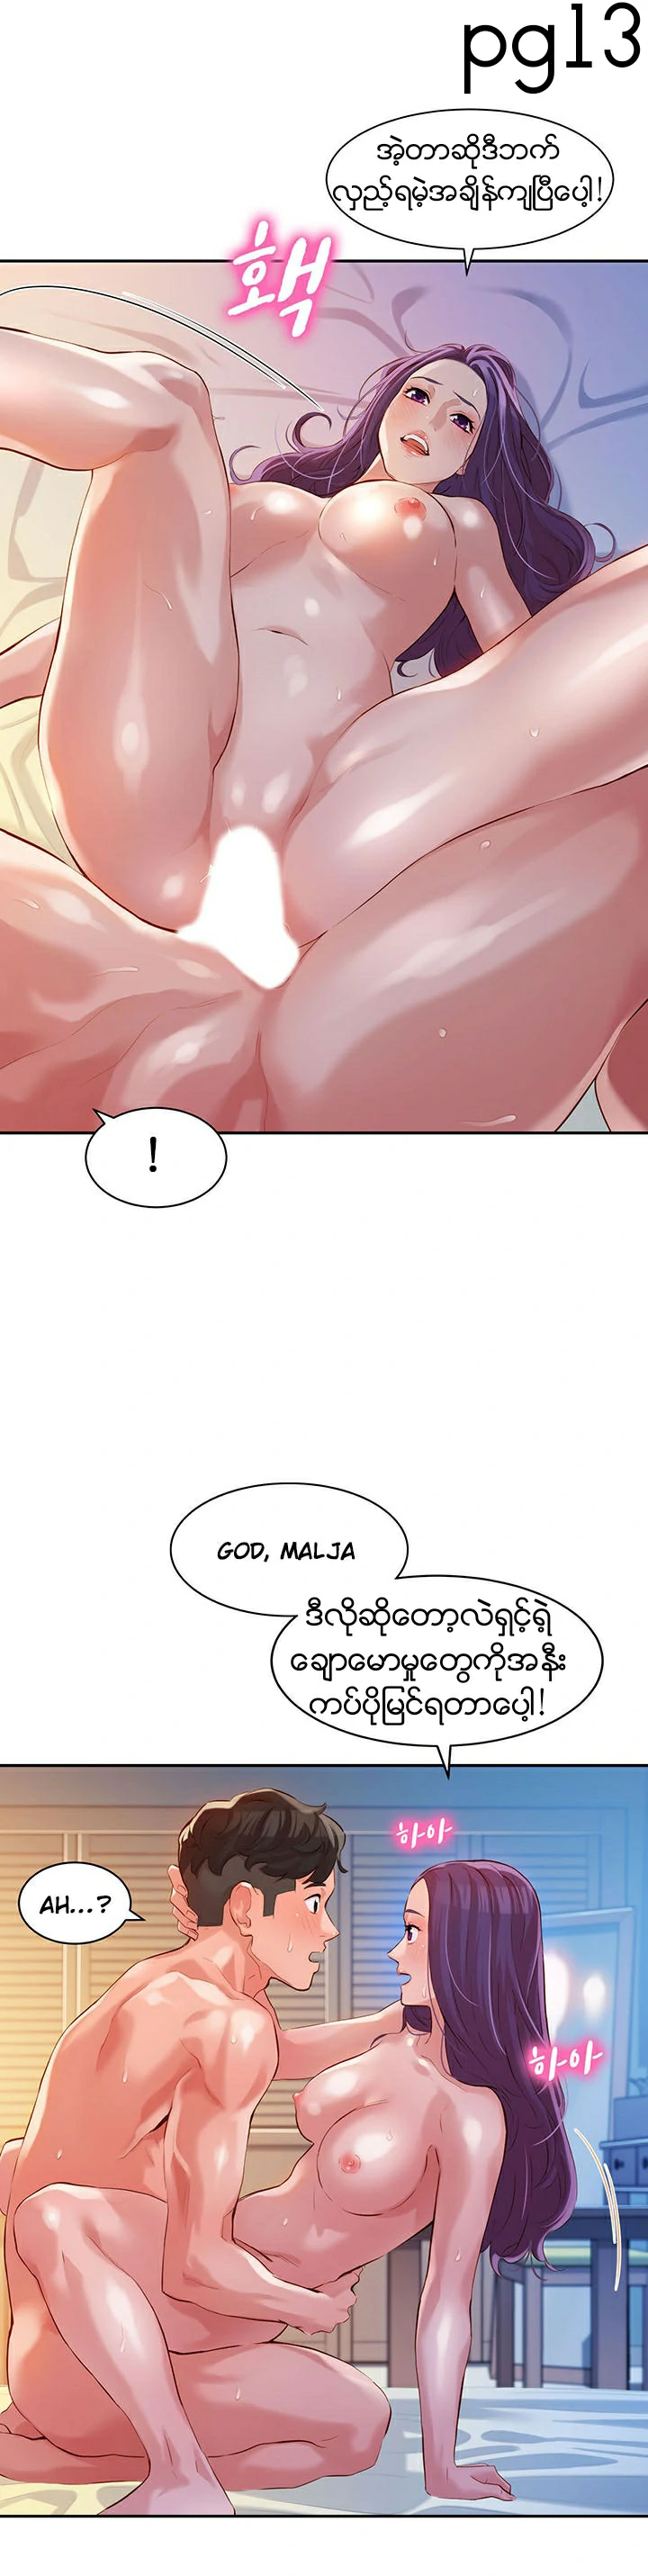 pg13
အဲ့တာဆိုဒီဘက်
လှည့်ရမဲ့အချိန်ကျပြီပေါ့!
홱
!
GOD, MALJA
ဒီလိုဆိုတော့လဲရှင့်ရဲ့
ချောမောမှုတွေကိုအနီး
ကပ်ပိုမြင်ရတာပေါ့!
하아
AH...?
하아